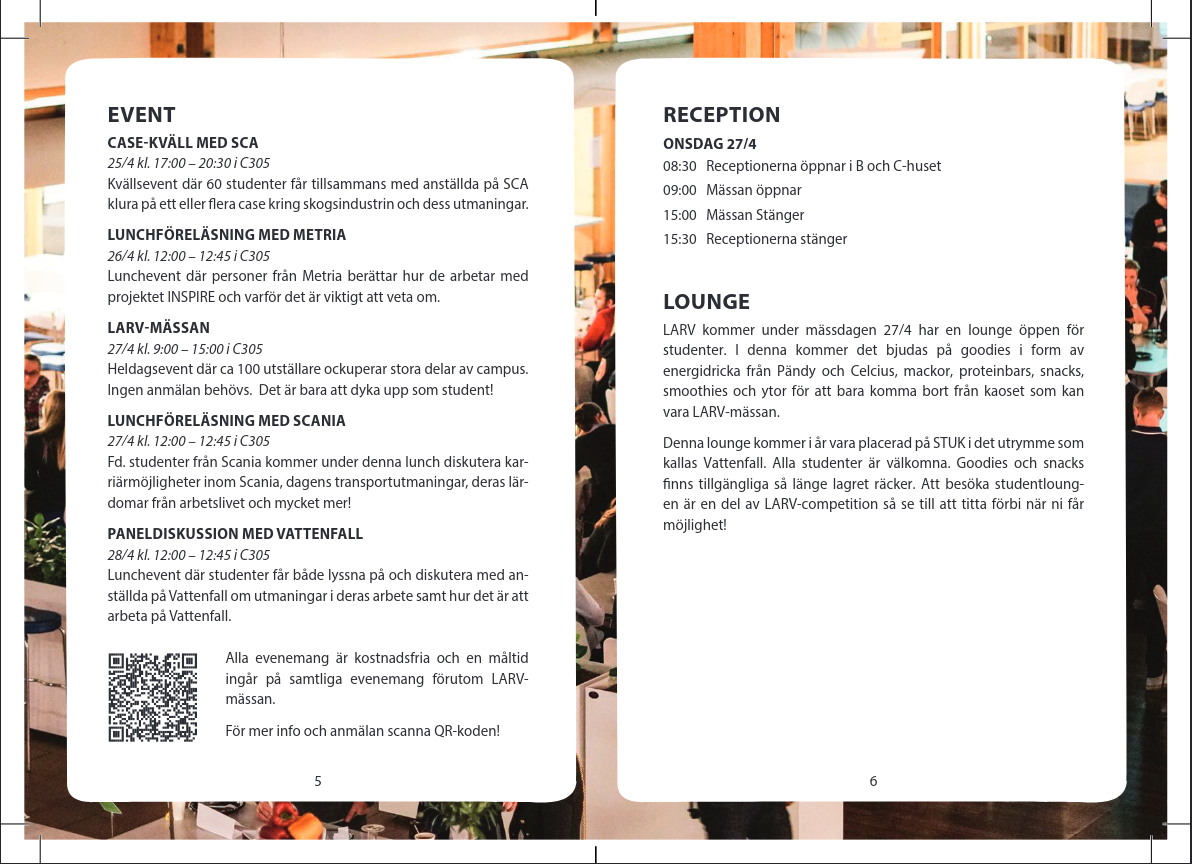 EVENT
CASE-KVÄLL MED SCA
25/4 kl. 17:00 – 20:30 i C305
Kvällsevent där 60 studenter får tillsammans med anställda på SCA
klura på ett eller flera case kring skogsindustrin och dess utmaningar.
LUNCHFÖRELÄSNING MED METRIA
26/4 kl. 12:00 – 12:45 i C305
Lunchevent där personer från Metria berättar hur de arbetar med
projektet INSPIRE och varför det är viktigt att veta om.
LARV-MÄSSAN
27/4 kl. 9:00 – 15:00 i C305
Heldagsevent där ca 100 utställare ockuperar stora delar av campus.
Ingen anmälan behövs.  Det är bara att dyka upp som student!
LUNCHFÖRELÄSNING MED SCANIA
27/4 kl. 12:00 – 12:45 i C305
Fd. studenter från Scania kommer under denna lunch diskutera kar-
riärmöjligheter inom Scania, dagens transportutmaningar, deras lär-
domar från arbetslivet och mycket mer!
PANELDISKUSSION MED VATTENFALL
28/4 kl. 12:00 – 12:45 i C305
Lunchevent där studenter får både lyssna på och diskutera med an-
ställda på Vattenfall om utmaningar i deras arbete samt hur det är att
arbeta på Vattenfall.
Alla evenemang är kostnadsfria och en måltid
ingår på samtliga evenemang förutom LARV-
mässan.
För mer info och anmälan scanna QR-koden!
5
RECEPTION
ONSDAG 27/4
08:30 Receptionerna öppnar i B och C-huset
09:00 Mässan öppnar
15:00 Mässan Stänger
15:30 Receptionerna stänger
LOUNGE
LARV kommer under mässdagen 27/4 har en lounge öppen för
studenter. I denna kommer det bjudas på goodies i form av
energidricka från Pändy och Celcius, mackor, proteinbars, snacks,
smoothies och ytor för att bara komma bort från kaoset som kan
vara LARV-mässan.
Denna lounge kommer i år vara placerad på STUK i det utrymme som
kallas Vattenfall. Alla studenter är välkomna. Goodies och snacks
finns tillgängliga så länge lagret räcker. Att besöka studentloung-
en är en del av LARV-competition så se till att titta förbi när ni får
möjlighet!
6